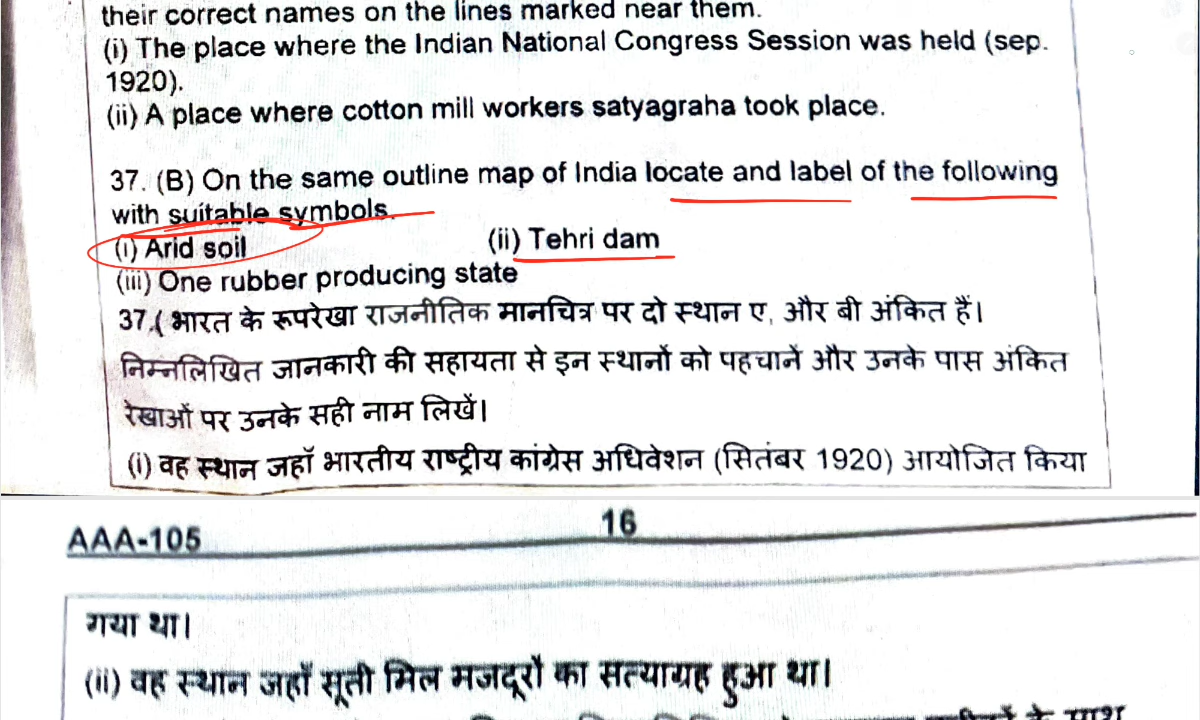 their correct names on the lines marked near them.
(i) The place where the Indian National Congress Session was held (sep.
1920).
(ii) A place where cotton mill workers satyagraha took place.
37. (B) On the same outline map of India locate and label of the following
with suitable symbols.
(i) Arid soil (ii) Tehri dam
(iii) One rubber producing state
37.( भारत के रूपरेखा राजनीतिक मानचित्र पर दो स्थान ए, और बी अंकित हैं।
निम्नलिखित जानकारी की सहायता से इन स्थानों को पहचानें और उनके पास अंकित
रेखाओं पर उनके सही नाम लिखें।
(i) वह स्थान जहाँ भारतीय राष्ट्रीय कांग्रेस अधिवेशन (सितंबर 1920) आयोजित किया
AAA-105 16
गया था।
(ii) वह स्थान जहाँ सूती मिल मजदूरों का सत्याग्रह हुआ था।
के साथ